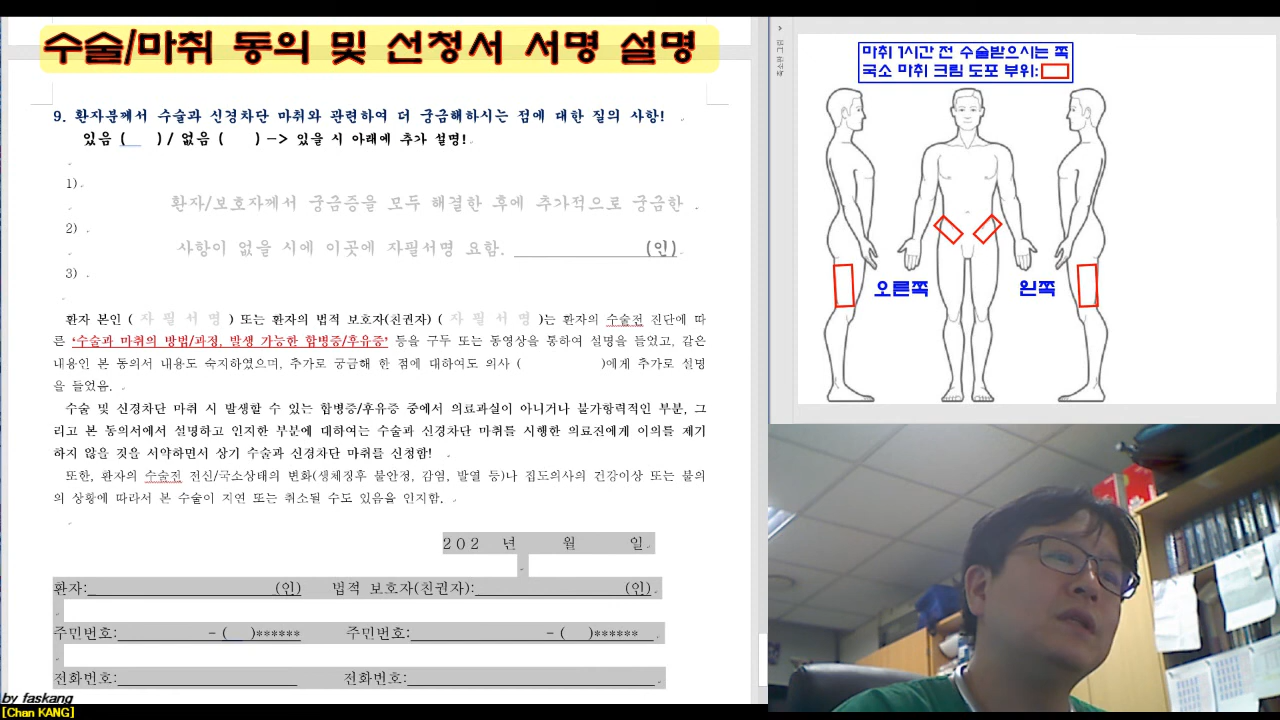 수술/마취 동의 및 신청서 서명 설명
9. 환자분께서 수술과 신경차단 마취와 관련하여 더 궁금해하시는 점에 대한 질의 사항!
있음 (   ) / 없음 (   ) -> 있을 시 아래에 추가 설명!
1)
환자/보호자께서 궁금증을 모두 해결한 후에 추가적으로 궁금한
2)
사항이 없을 시에 이곳에 자필서명 요함. ____________(인)
3)
환자 본인 ( 자 필 서 명 ) 또는 환자의 법적 보호자(친권자) ( 자 필 서 명 )는 환자의 수술전 진단에 따
른 '수술과 마취의 방법/과정, 발생 가능한 합병증/후유증' 등을 구두 또는 동영상을 통하여 설명을 들었고, 같은
내용인 본 동의서 내용도 숙지하였으며, 추가로 궁금해 한 점에 대하여도 의사 (          )에게 추가로 설명
을 들었음.
수술 및 신경차단 마취 시 발생할 수 있는 합병증/후유증 중에서 의료과실이 아니거나 불가항력적인 부분, 그
리고 본 동의서에서 설명하고 인지한 부분에 대하여는 수술과 신경차단 마취를 시행한 의료진에게 이의를 제기
하지 않을 것을 서약하면서 상기 수술과 신경차단 마취를 신청함!
또한, 환자의 수술전 전신/국소상태의 변화(생체징후 불안정, 감염, 발열 등)나 집도의사의 건강이상 또는 불의
의 상황에 따라서 본 수술이 지연 또는 취소될 수도 있음을 인지함.
202   년   월   일
환자:____________(인) 법적 보호자(친권자):____________(인)
주민번호:________ - (   )****** 주민번호:____________ - (   )******
전화번호:____________ 전화번호:____________
by faskang
[Chan KANG]
마취 1시간 전 수술받으시는 쪽
국소 마취 크림 도포 부위:
오른쪽 왼쪽